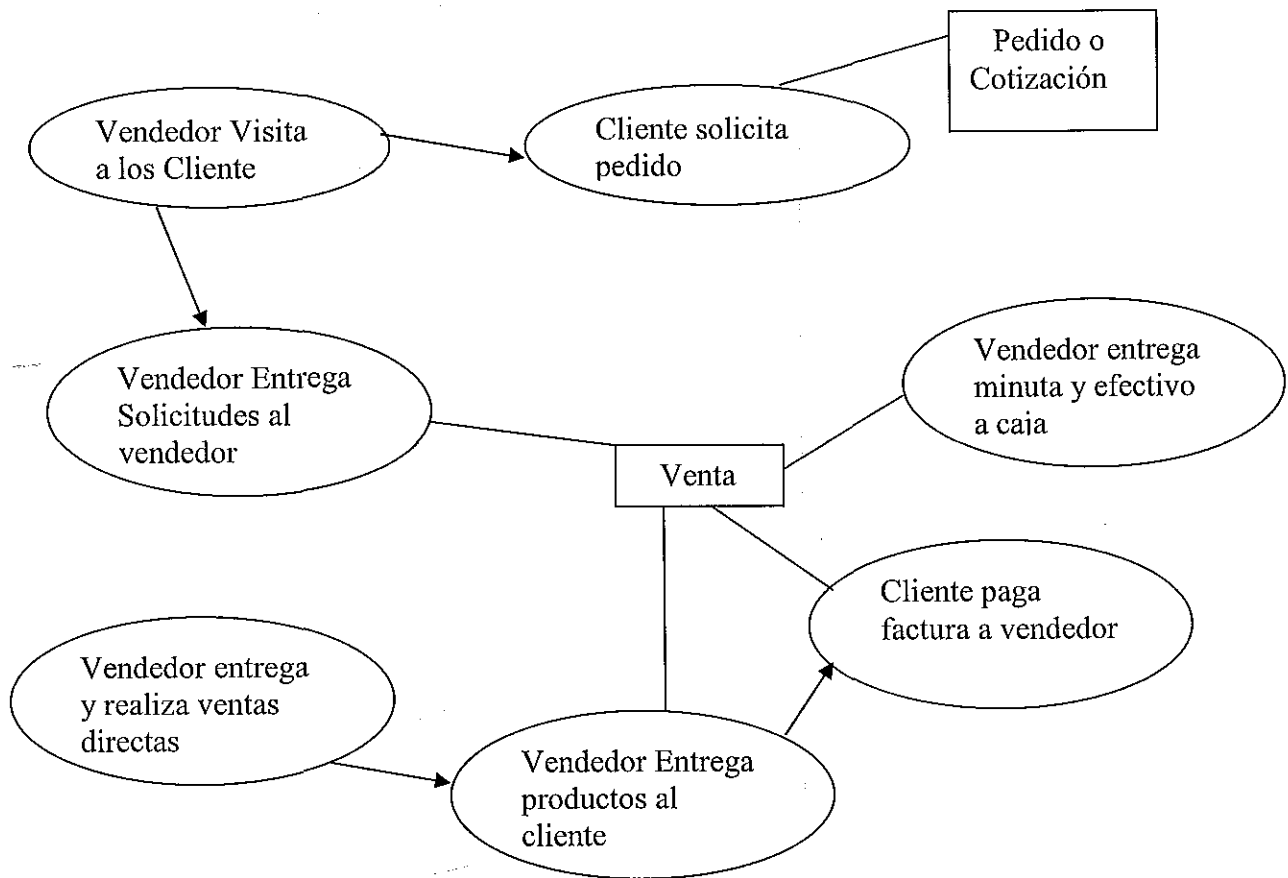 Pedido o
Cotización
Vendedor Visita
a los Cliente
Cliente solicita
pedido
Vendedor Entrega
Solicitudes al
vendedor
Vendedor entrega
minuta y efectivo
a caja
Venta
Cliente paga
factura a vendedor
Vendedor entrega
y realiza ventas
directas
Vendedor Entrega
productos al
cliente